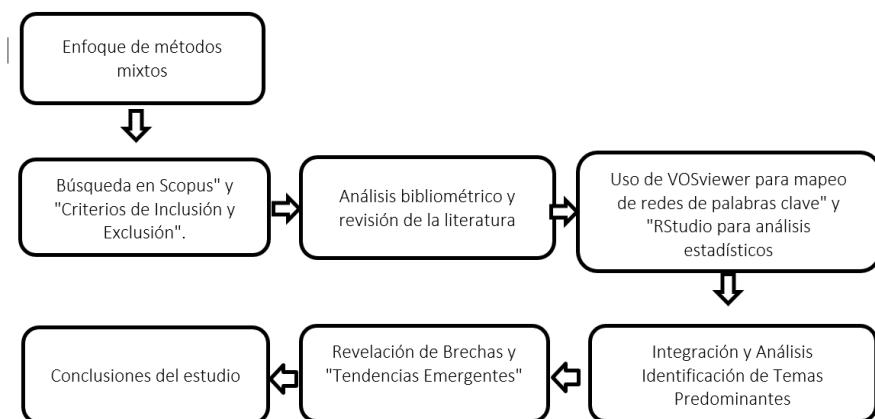 Enfoque de métodos
mixtos
Búsqueda en Scopus" y
"Criterios de Inclusión y
Exclusión".
Análisis bibliométrico y
revisión de la literatura
Uso de VOSviewer para mapeo
de redes de palabras clave" y
"RStudio para análisis
estadísticos
Integración y Análisis
Identificación de Temas
Predominantes
Revelación de Brechas y
"Tendencias Emergentes"
Conclusiones del estudio